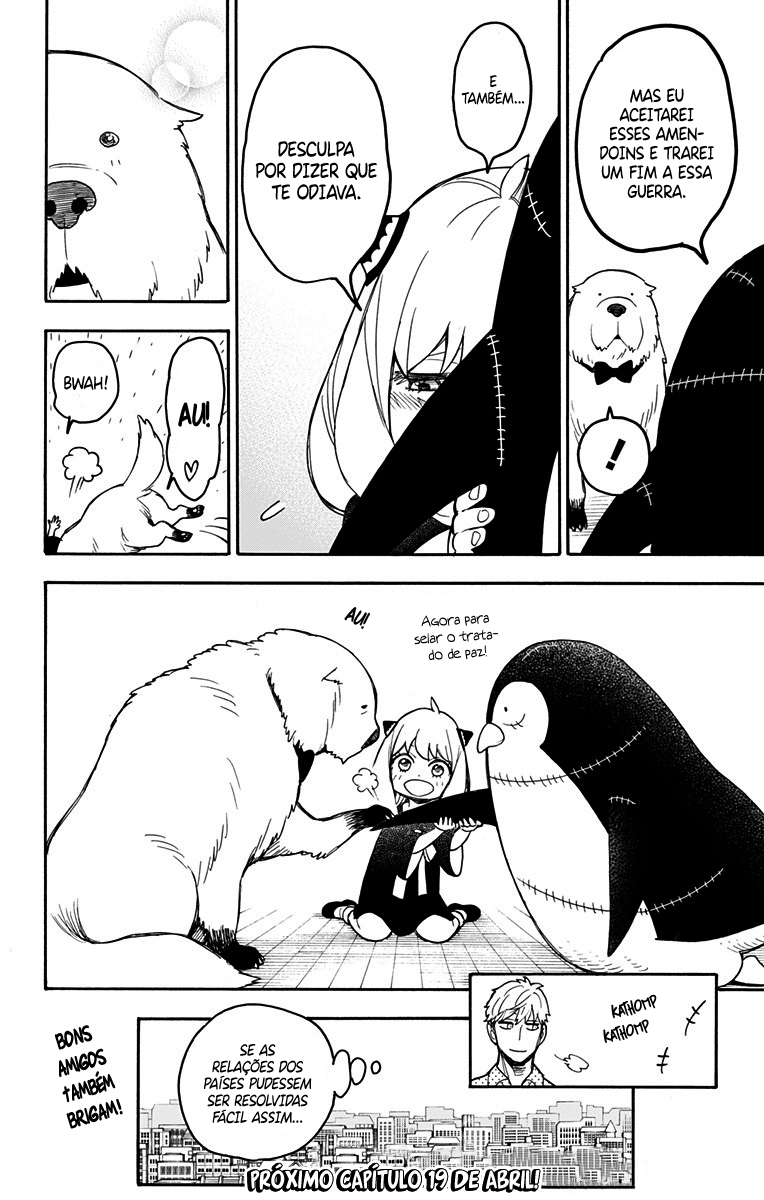 MAS EU
ACEITAREI
ESSES AMEN-
DOINS E TRAREI
UM FIM A ESSA
GUERRA.
!
E
TAMBÉM...
DESCULPA
POR DIZER QUE
TE ODIAVA.
AU!
BWAH!
Agora para
selar o trata-
do de paz!
AU!
KATHOMP
KATHOMP
SE AS
RELAÇÕES DOS
PAÍSES PUDESSEM
SER RESOLVIDAS
FÁCIL ASSIM...
BONS
AMIGOS
TAMBÉM
BRIGAM!
PRÓXIMO CAPÍTULO 19 DE ABRIL!